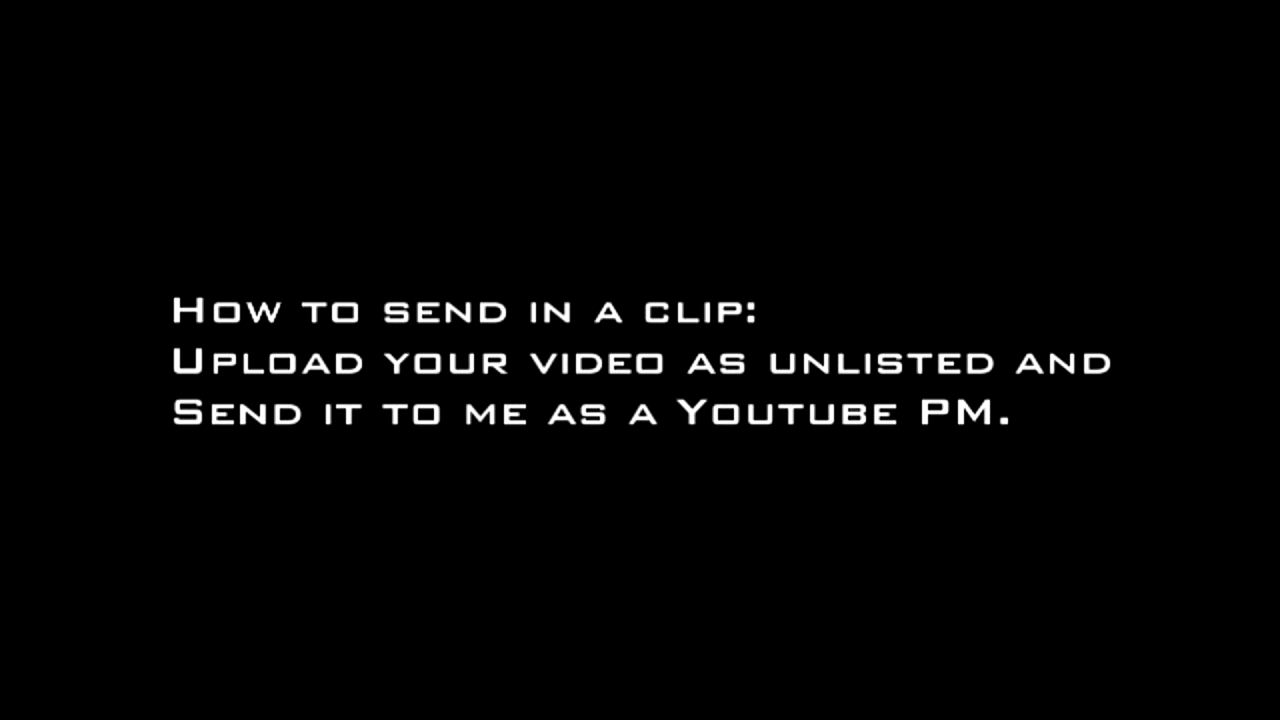 How to send in a clip:
Upload your video as unlisted and
Send it to me as a Youtube PM.